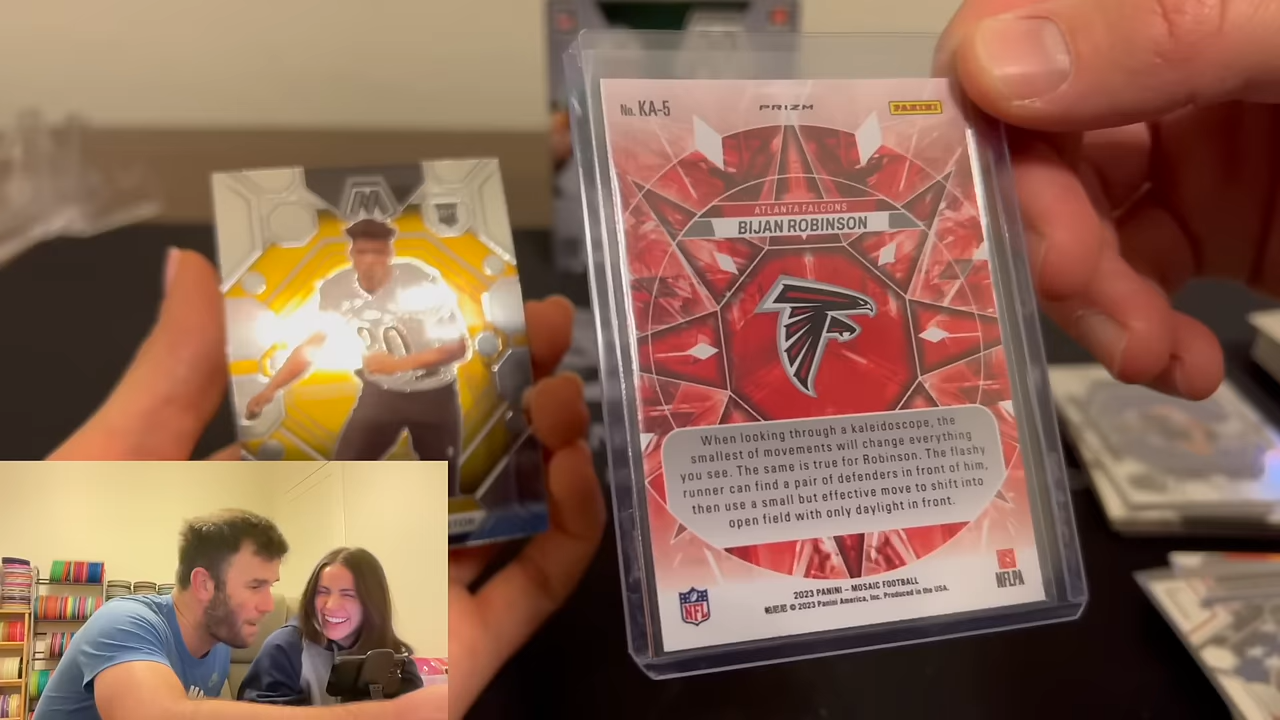 No. KA-5
PRIZM
PANINI
ATLANTA FALCONS
BIJAN ROBINSON
When looking through a kaleidoscope, the
smallest of movements will change everything
you see. The same is true for Robinson. The flashy
runner can find a pair of defenders in front of him,
then use a small but effective move to shift into
open field with only daylight in front.
2023 PANINI – MOSAIC FOOTBALL
帕尼尼 © 2023 Panini America, Inc. Produced in the USA.
NFL
NFLPA